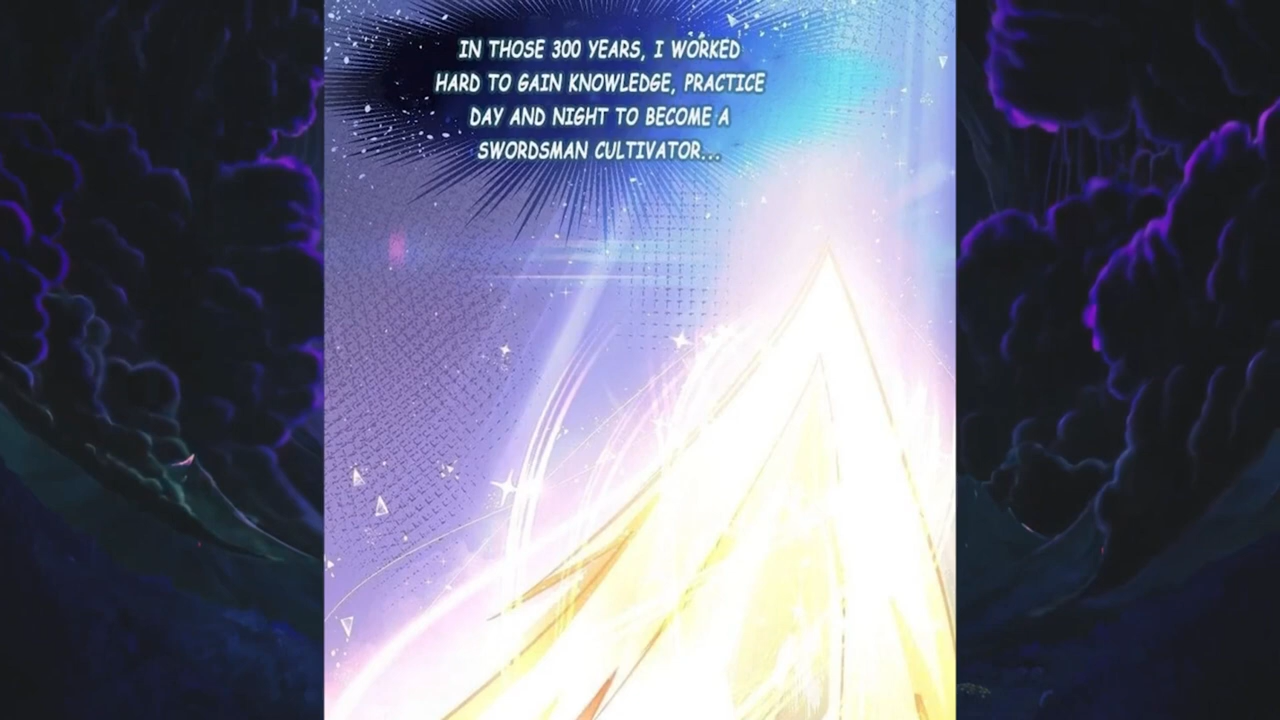 IN THOSE 300 YEARS, I WORKED
HARD TO GAIN KNOWLEDGE, PRACTICE
DAY AND NIGHT TO BECOME A
SWORDSMAN CULTIVATOR...